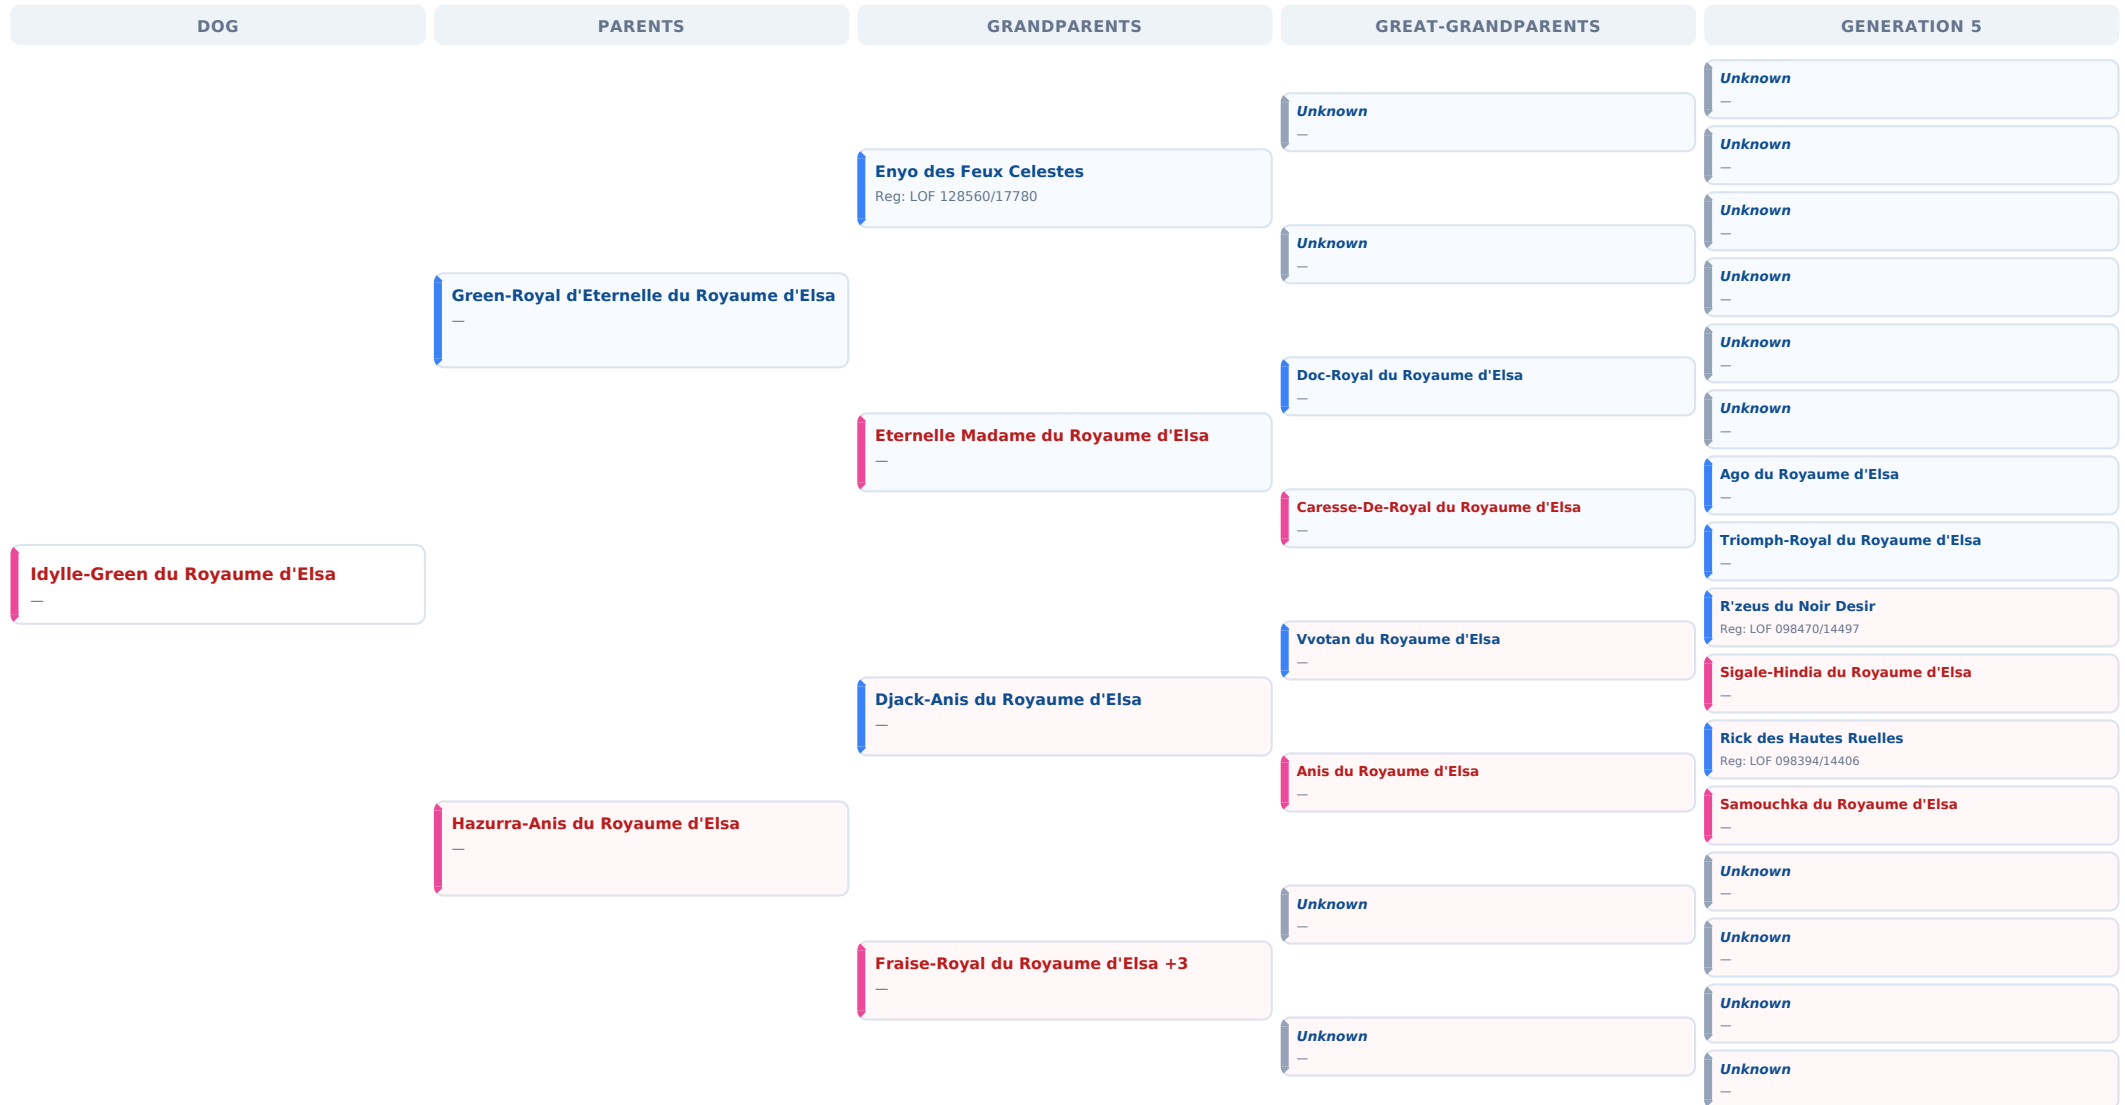 DOG
PARENTS
GRANDPARENTS
GREAT-GRANDPARENTS
GENERATION 5
Idylle-Green du Royaume d'Elsa
—
Green-Royal d'Eternelle du Royaume d'Elsa
—
Hazurra-Anis du Royaume d'Elsa
—
Enyo des Feux Celestes
Reg: LOF 128560/17780
Eternelle Madame du Royaume d'Elsa
—
Djack-Anis du Royaume d'Elsa
—
Fraise-Royal du Royaume d'Elsa +3
—
Unknown
—
Unknown
—
Doc-Royal du Royaume d'Elsa
—
Caresse-De-Royal du Royaume d'Elsa
—
Vvotan du Royaume d'Elsa
—
Anis du Royaume d'Elsa
—
Unknown
—
Unknown
—
Unknown
—
Unknown
—
Unknown
—
Unknown
—
Unknown
—
Unknown
—
Ago du Royaume d'Elsa
—
Triomph-Royal du Royaume d'Elsa
—
R'zeus du Noir Desir
Reg: LOF 098470/14497
Sigale-Hindia du Royaume d'Elsa
—
Rick des Hautes Ruelles
Reg: LOF 098394/14406
Samouchka du Royaume d'Elsa
—
Unknown
—
Unknown
—
Unknown
—
Unknown
—